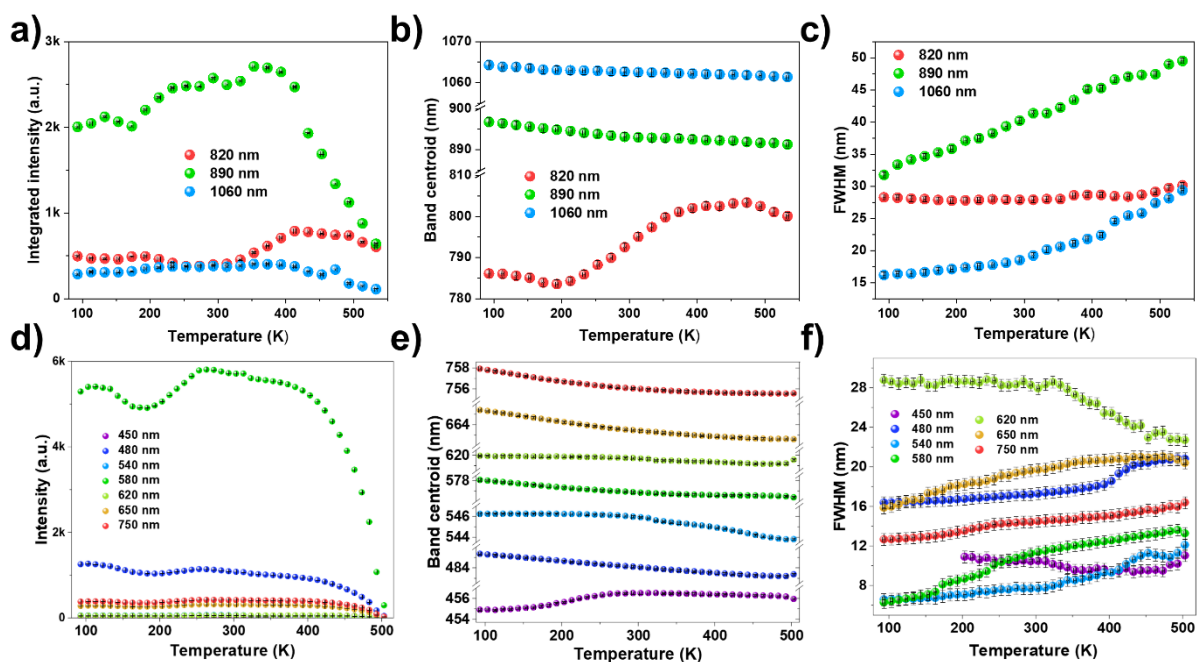 a)
Integrated intensity (a.u.)
3k
2k
1k
0
820 nm
890 nm
1060 nm
100 200 300 400 500
Temperature (K)
b)
Band centroid (nm)
1070
1060
900
890
810
800
790
780
820 nm
890 nm
1060 nm
100 200 300 400 500
Temperature (K)
c)
FWHM (nm)
50
45
40
35
30
25
20
15
820 nm
890 nm
1060 nm
100 200 300 400 500
Temperature (K)
d)
Intensity (a.u.)
6k
4k
2k
0
450 nm
480 nm
540 nm
580 nm
620 nm
650 nm
750 nm
100 200 300 400 500
Temperature (K)
e)
Band centroid (nm)
758
756
664
620
578
546
544
484
456
454
100 200 300 400 500
Temperature (K)
f)
FWHM (nm)
28
24
20
16
12
8
450 nm
480 nm
540 nm
580 nm
620 nm
650 nm
750 nm
100 200 300 400 500
Temperature (K)